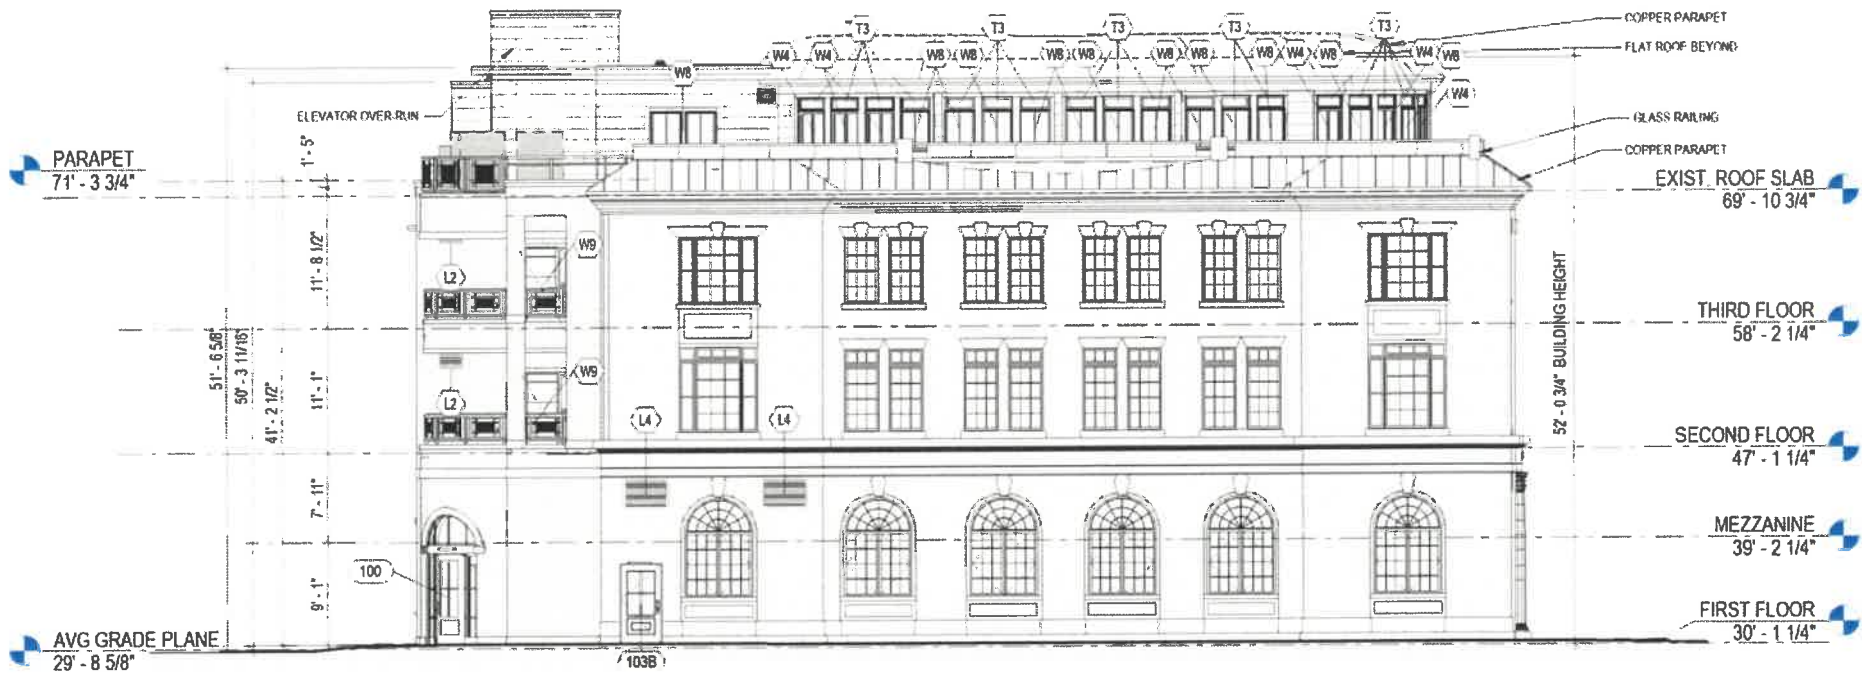 T3 T3 T3 T3 T3
COPPER PARAPET
W4 W4 W8 W8 W8 W8 W8 W8 W8 W4 W8 W4 W8
FLAT ROOF BEYOND
W8
W4
ELEVATOR OVER-RUN
GLASS RAILING
1' - 5"
COPPER PARAPET
PARAPET
71' - 3 3/4"
EXIST. ROOF SLAB
69' - 10 3/4"
W9
11' - 8 1/2"
L2
THIRD FLOOR
58' - 2 1/4"
51' - 6 5/8"
50' - 3 11/16"
41' - 2 1/2"
11' - 1"
W9
L2
L4 L4
52' - 0 3/4" BUILDING HEIGHT
SECOND FLOOR
47' - 1 1/4"
7' - 11"
MEZZANINE
39' - 2 1/4"
100
9' - 1"
FIRST FLOOR
30' - 1 1/4"
AVG GRADE PLANE
29' - 8 5/8"
103B